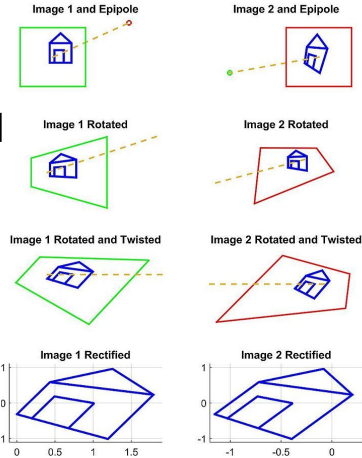 Image 1 and Epipole
Image 2 and Epipole
Image 1 Rotated
Image 2 Rotated
Image 1 Rotated and Twisted
Image 2 Rotated and Twisted
Image 1 Rectified
Image 2 Rectified
1
0
1
0 0.5 1 1.5
1
0
-1
-1 -0.5 0